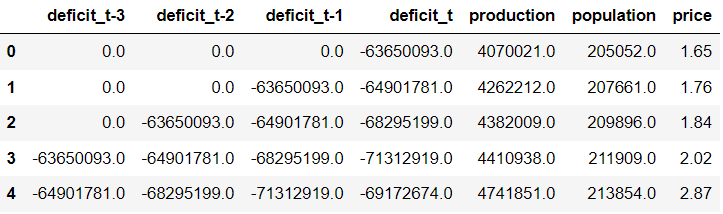 deficit_t-3 deficit_t-2 deficit_t-1 deficit_t production population price
0 0.0 0.0 0.0 -63650093.0 4070021.0 205052.0 1.65
1 0.0 0.0 -63650093.0 -64901781.0 4262212.0 207661.0 1.76
2 0.0 -63650093.0 -64901781.0 -68295199.0 4382009.0 209896.0 1.84
3 -63650093.0 -64901781.0 -68295199.0 -71312919.0 4410938.0 211909.0 2.02
4 -64901781.0 -68295199.0 -71312919.0 -69172674.0 4741851.0 213854.0 2.87